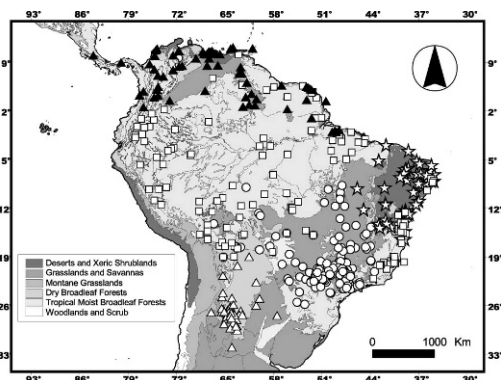 93° 86° 79° 72° 65° 58° 51° 44° 37° 30°
9° 9°
2° 2°
5° 5°
12° 12°
19° 19°
26° 26°
33° 33°
Deserts and Xeric Shrublands
Grasslands and Savannas
Montane Grasslands
Dry Broadleaf Forests
Tropical Moist Broadleaf Forests
Woodlands and Scrub
0 1000 Km
93° 86° 79° 72° 65° 58° 51° 44° 37° 30°